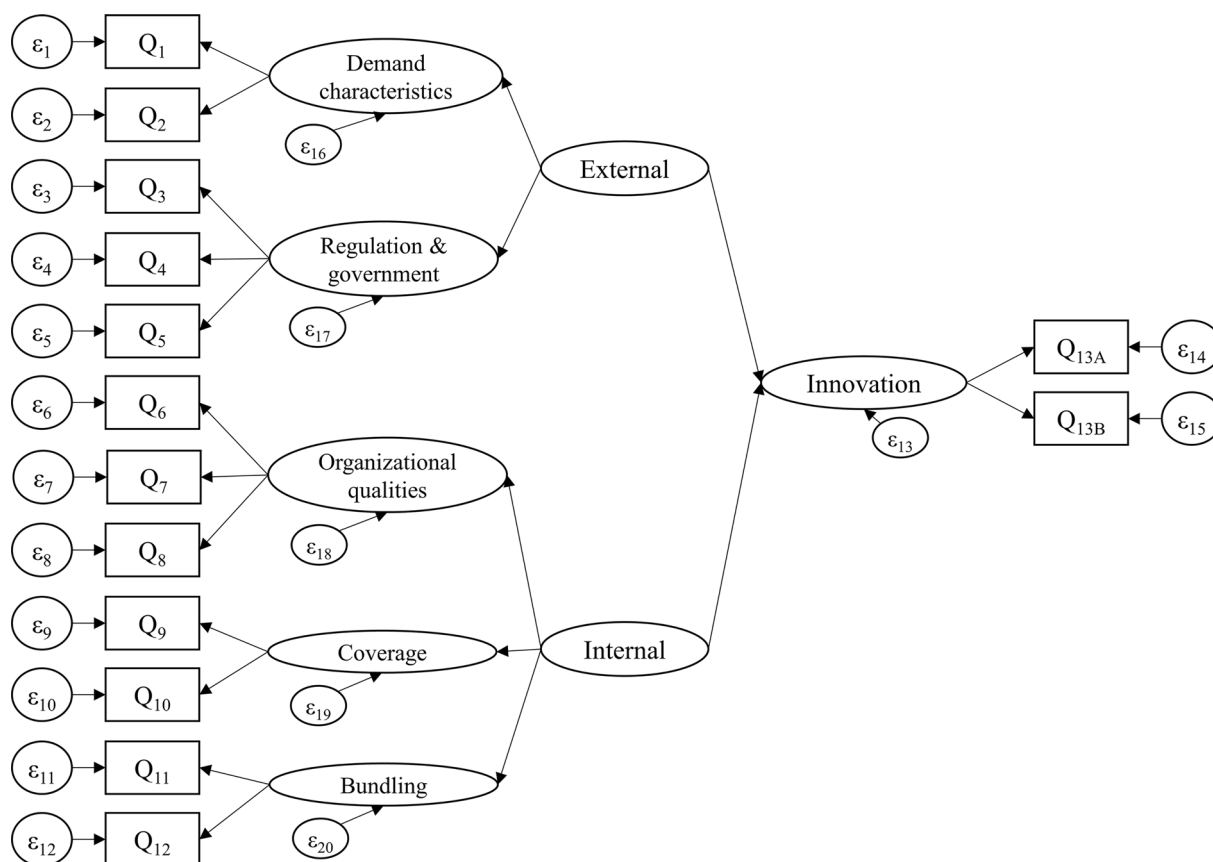 ε1
Q1
Demand
characteristics
ε2
Q2
ε16
ε3
Q3
External
Regulation &
government
ε4
Q4
ε5
Q5
ε17
Q13A
ε14
Innovation
ε6
Q6
Q13B
ε15
ε13
Organizational
qualities
ε7
Q7
ε8
Q8
ε18
ε9
Q9
Coverage
Internal
ε10
Q10
ε19
ε11
Q11
Bundling
ε12
Q12
ε20